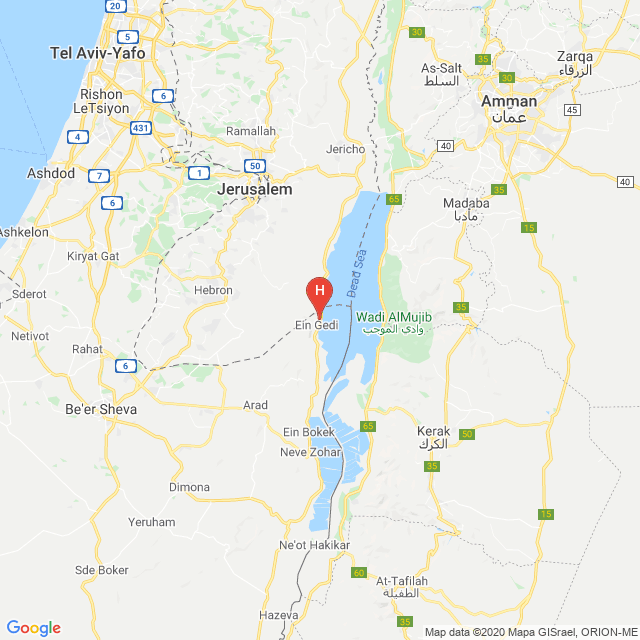 20
Tel Aviv-Yafo
5
30
35
Zarqa
الزرقاء
As-Salt
السلط
30
Rishon
LeTsiyon
6
Amman
عمان
45
4
431
Ramallah
Jericho
40
40
Ashdod
7
1
50
Jerusalem
35
6
65
Madaba
مأدبا
15
Ashkelon
Kiryat Gat
Dead Sea
Hebron
H
Sderot
35
Wadi AlMujib
وادي الموجب
Ein Gedi
Netivot
Rahat
6
Be'er Sheva
Arad
65
Ein Bokek
Kerak
الكرك
50
Neve Zohar
35
Dimona
15
Yeruham
Ne'ot Hakikar
Sde Boker
60
At-Tafilah
الطفيلة
Hazeva
35
Google
Map data ©2020 Mapa GISrael, ORION-ME